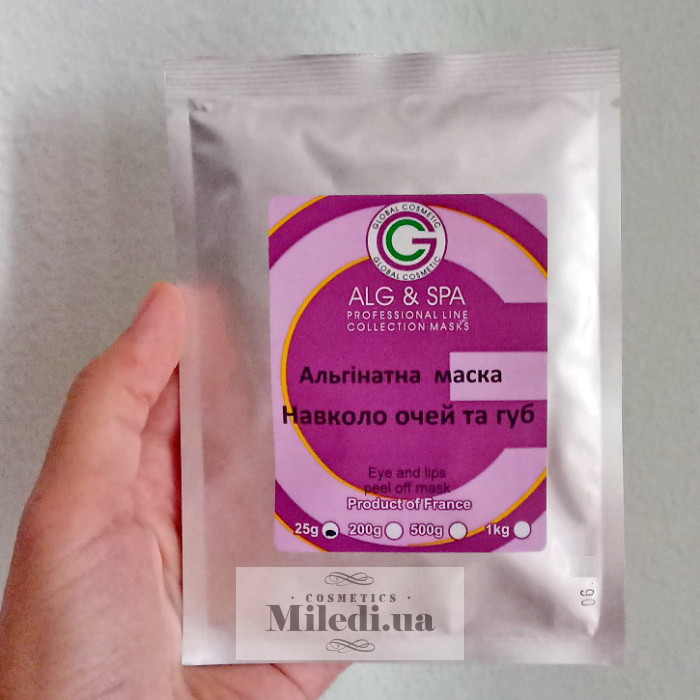 GLOBAL COSMETIC
GLOBAL COSMETIC
ALG & SPA
PROFESSIONAL LINE
COLLECTION MASKS
Альгінатна маска
Навколо очей та губ
Eye and lips
peel off mask
Product of France
25g 200g 500g 1kg
06.
· COSMETICS ·
Miledi.ua